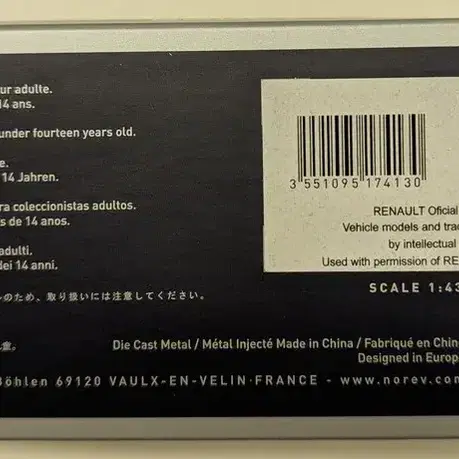 ur adulte.
14 ans.
under fourteen years old.
e.
14 Jahren.
ra coleccionistas adultos.
s de 14 anos.
adulti.
dei 14 anni.
のため、取り扱いには注意してください。
3 551095 174130
RENAULT Oficial
Vehicle models and trad
by intellectual
Used with permission of RE
SCALE 1:43
Die Cast Metal / Métal Injecté Made in China / Fabriqué en Chin
Designed in Europe
Böhlen 69120 VAULX-EN-VELIN·FRANCE - www.norev.com